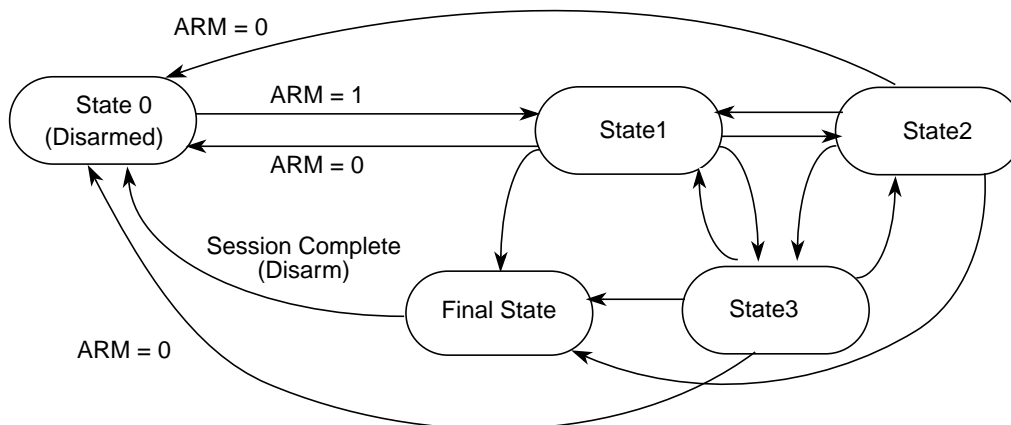 ARM = 0
State 0
(Disarmed)
ARM = 1
State1
State2
ARM = 0
Session Complete
(Disarm)
Final State
State3
ARM = 0